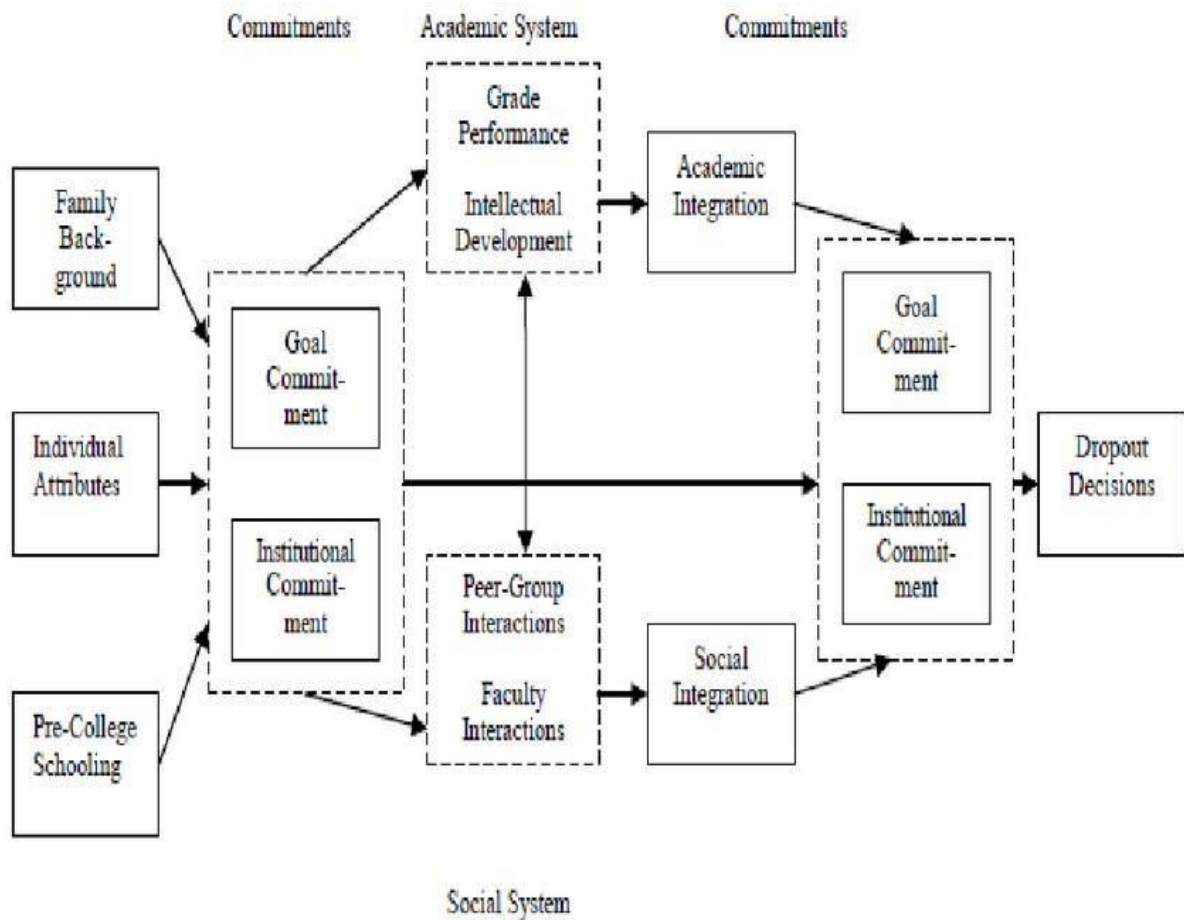 Commitments
Academic System
Commitments
Grade
Performance
Intellectual
Development
Academic
Integration
Family
Back-
ground
Goal
Commit-
ment
Goal
Commit-
ment
Individual
Attributes
Dropout
Decisions
Institutional
Commit-
ment
Institutional
Commit-
ment
Peer-Group
Interactions
Faculty
Interactions
Social
Integration
Pre-College
Schooling
Social System